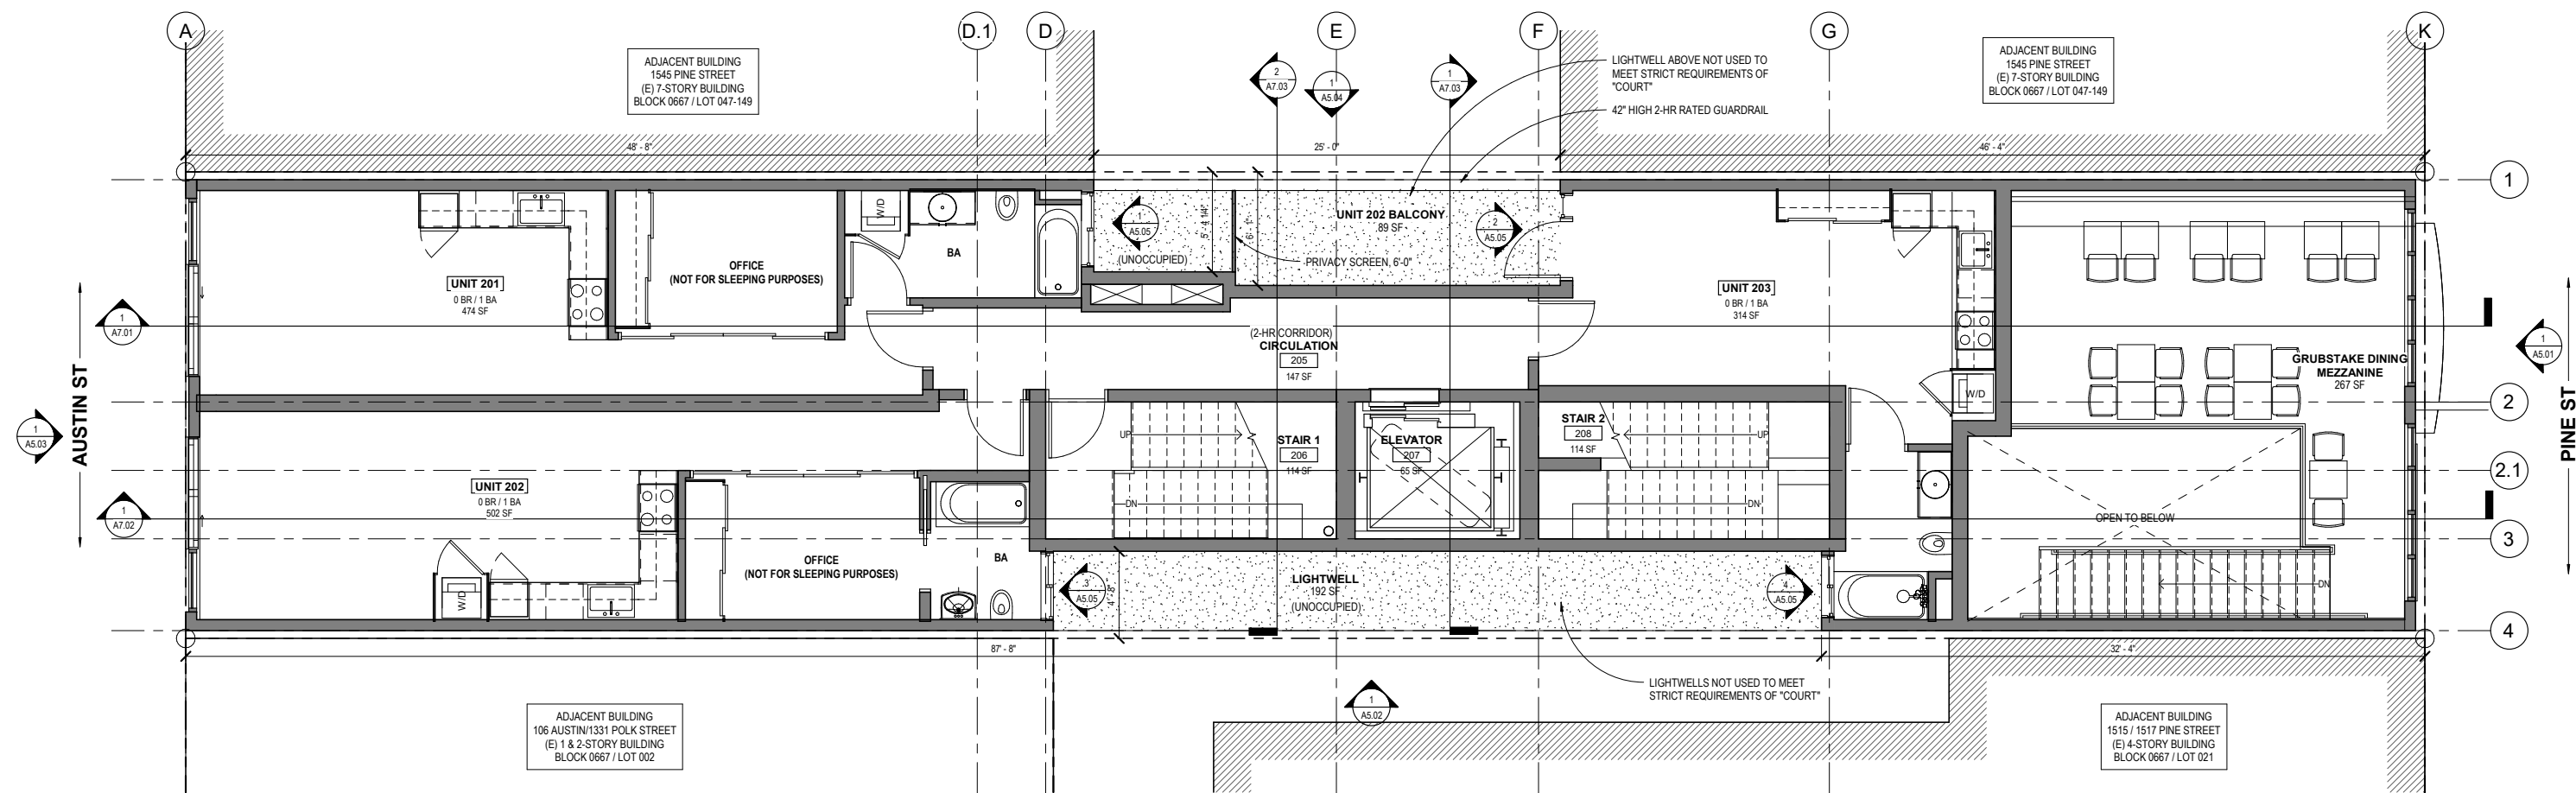 A
D.1
D
E
F
G
K
ADJACENT BUILDING
1545 PINE STREET
(E) 7-STORY BUILDING
BLOCK 0667 / LOT 047-149
2
A7.03
1
A5.04
1
A7.03
LIGHTWELL ABOVE NOT USED TO
MEET STRICT REQUIREMENTS OF
"COURT"
42" HIGH 2-HR RATED GUARDRAIL
ADJACENT BUILDING
1545 PINE STREET
(E) 7-STORY BUILDING
BLOCK 0667 / LOT 047-149
48' - 8"
25' - 0"
46' - 4"
1
W/D
BA
A5.05
5' - 1 1/4"
6' - 1"
(UNOCCUPIED)
UNIT 202 BALCONY
89 SF
2
A5.05
PRIVACY SCREEN, 6'-0"
OFFICE
(NOT FOR SLEEPING PURPOSES)
UNIT 201
0 BR / 1 BA
474 SF
UNIT 203
0 BR / 1 BA
314 SF
1
A7.01
(2-HR CORRIDOR)
CIRCULATION
205
147 SF
GRUBSTAKE DINING
MEZZANINE
267 SF
W/D
1
A5.01
PINE ST
AUSTIN ST
1
A5.03
2
UP
STAIR 1
206
114 SF
DN
ELEVATOR
207
65 SF
STAIR 2
208
114 SF
UP
DN
2.1
UNIT 202
0 BR / 1 BA
502 SF
1
A7.02
OPEN TO BELOW
3
OFFICE
(NOT FOR SLEEPING PURPOSES)
BA
W/D
3
A5.05
4' - 8"
LIGHTWELL
192 SF
(UNOCCUPIED)
4
A5.05
DN
4
87' - 8"
32' - 4"
LIGHTWELLS NOT USED TO MEET
STRICT REQUIREMENTS OF "COURT"
1
A5.02
ADJACENT BUILDING
106 AUSTIN/1331 POLK STREET
(E) 1 & 2-STORY BUILDING
BLOCK 0667 / LOT 002
ADJACENT BUILDING
1515 / 1517 PINE STREET
(E) 4-STORY BUILDING
BLOCK 0667 / LOT 021